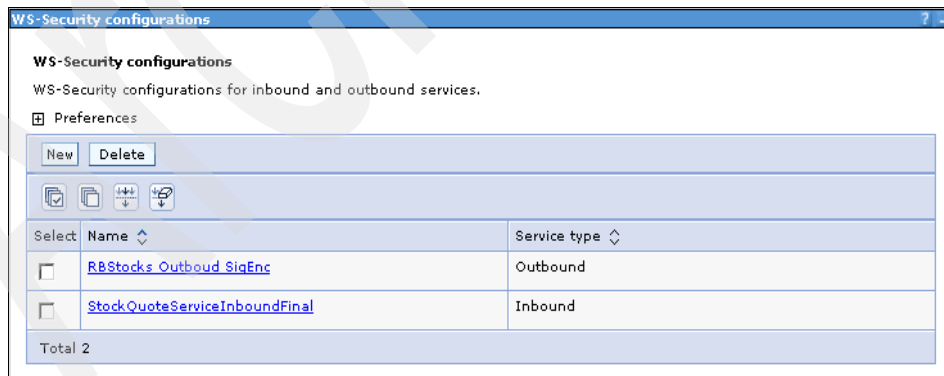 WS-Security configurations ? -
WS-Security configurations
WS-Security configurations for inbound and outbound services.
Preferences
New Delete
Select Name Service type
RBStocks Outboud SigEnc Outbound
StockQuoteServiceInboundFinal Inbound
Total 2